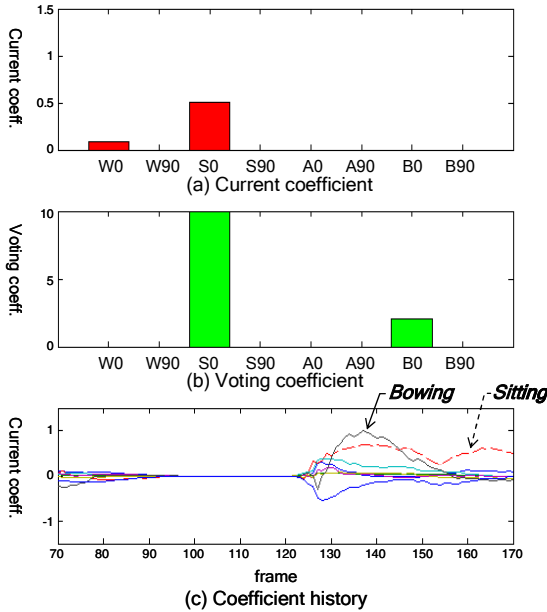 Current coeff.
1.5
1
0.5
0
W0 W90 S0 S90 A0 A90 B0 B90
(a) Current coefficient
Voting coeff.
10
5
0
W0 W90 S0 S90 A0 A90 B0 B90
(b) Voting coefficient
Bowing Sitting
Current coeff.
1
0
-1
70 80 90 100 110 120 130 140 150 160 170
frame
(c) Coefficient history